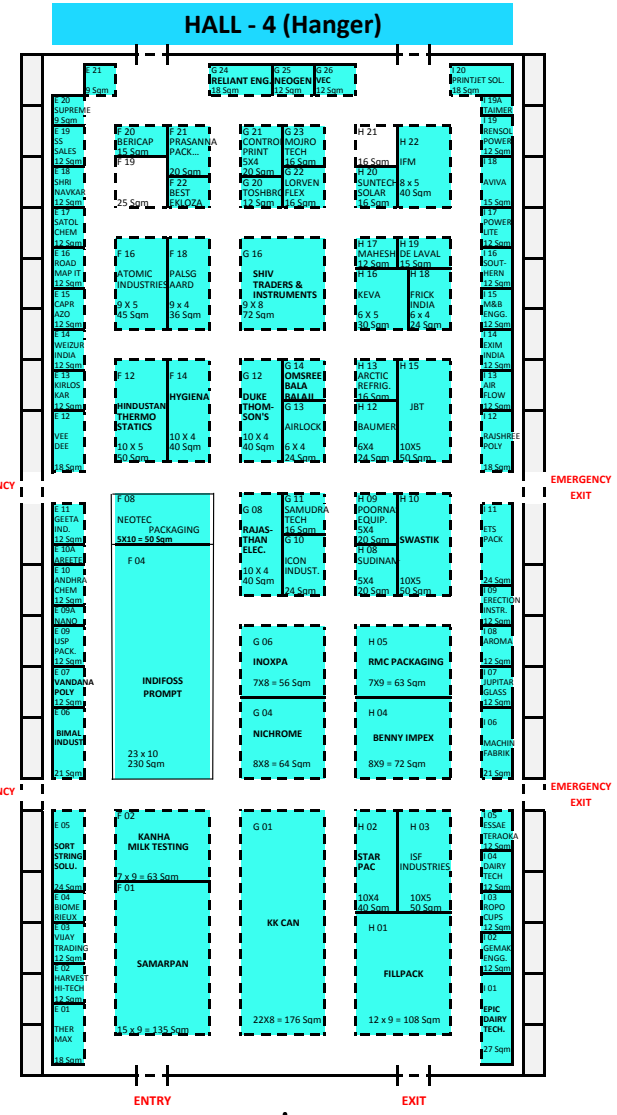 HALL - 4 (Hanger)
E 21
9 Sqm
G 24
RELIANT ENG.
18 Sqm
G 25
NEOGEN
12 Sqm
G 26
VEC
12 Sqm
I 20
PRINTJET SOL.
18 Sqm
E 20
SUPREME
9 Sqm
E 19
SS
SALES
12 Sqm
E 18
SHRI
NAVKAR
12 Sqm
E 17
SATOL
CHEM
12 Sqm
E 16
ROAD
MAP IT
12 Sqm
E 15
CAPR
AZO
12 Sqm
E 14
WEIZUR
INDIA
12 Sqm
E 13
KIRLOS
KAR
12 Sqm
E 12
VEE
DEE
18 Sqm
F 20
BERICAP
15 Sqm
F 19
25 Sqm
F 21
PRASANNA
PACK...
20 Sqm
F 22
BEST
EKLOZA
G 21
CONTROL
PRINT
5X4
20 Sqm
G 20
TOSHBRO
12 Sqm
G 23
MOJRO
TECH
16 Sqm
G 22
LORVEN
FLEX
16 Sqm
H 21
16 Sqm
H 20
SUNTECH
SOLAR
16 Sqm
H 22
IFM
8 x 5
40 Sqm
I 19A
TAIMER
I 19
RENSOL
POWER
12 Sqm
I 18
AVIVA
15 Sqm
I 17
POWER
LITE
12 Sqm
I 16
SOUT-
HERN
12 Sqm
I 15
M&B
ENGG.
12 Sqm
I 14
EXIM
INDIA
12 Sqm
I 13
AIR
FLOW
12 Sqm
I 12
RAJSHREE
POLY
18 Sqm
F 16
ATOMIC
INDUSTRIES
9 X 5
45 Sqm
F 18
PALSG
AARD
9 x 4
36 Sqm
G 16
SHIV
TRADERS &
INSTRUMENTS
9 X 8
72 Sqm
H 17
MAHESH
12 Sqm
H 19
DE LAVAL
15 Sqm
H 16
KEVA
6 X 5
30 Sqm
H 18
FRICK
INDIA
6 x 4
24 Sqm
F 12
HINDUSTAN
THERMO
STATICS
10 X 5
50 Sqm
F 14
HYGIENA
10 X 4
40 Sqm
G 12
DUKE
THOM-
SON'S
10 X 4
40 Sqm
G 14
OMSREE
BALA
BALAJI
G 13
AIRLOCK
6 X 4
24 Sqm
H 13
ARCTIC
REFRIG.
16 Sqm
H 12
BAUMER
6X4
24 Sqm
H 15
JBT
10X5
50 Sqm
NCY
EMERGENCY
EXIT
E 11
GEETA
IND.
12 Sqm
E 10A
AREETE
E 10
ANDHRA
CHEM
12 Sqm
E 09A
NANO
E 09
USP
PACK.
12 Sqm
E 07
VANDANA
POLY
12 Sqm
E 06
BIMAL
INDUST
21 Sqm
F 08
NEOTEC
PACKAGING
5X10 = 50 Sqm
F 04
INDIFOSS
PROMPT
23 x 10
230 Sqm
G 08
RAJAS-
THAN
ELEC.
10 X 4
40 Sqm
G 11
SAMUDRA
TECH
16 Sqm
G 10
ICON
INDUST.
24 Sqm
H 09
POORNA
EQUIP.
5X4
20 Sqm
H 08
SUDINAM
5X4
20 Sqm
H 10
SWASTIK
10X5
50 Sqm
I 11
ETS
PACK
24 Sqm
I 09
ERECTION
INSTR.
12 Sqm
I 08
AROMA
12 Sqm
I 07
JUPITAR
GLASS
12 Sqm
I 06
MACHIN
FABRIK
21 Sqm
G 06
INOXPA
7X8 = 56 Sqm
H 05
RMC PACKAGING
7X9 = 63 Sqm
G 04
NICHROME
8X8 = 64 Sqm
H 04
BENNY IMPEX
8X9 = 72 Sqm
NCY
EMERGENCY
EXIT
E 05
SORT
STRING
SOLU.
24 Sqm
E 04
BIOME
RIEUX
12 Sqm
E 03
VIJAY
TRADING
12 Sqm
E 02
HARVEST
HI-TECH
12 Sqm
E 01
THER
MAX
18 Sqm
F 02
KANHA
MILK TESTING
7 x 9 = 63 Sqm
F 01
SAMARPAN
15 x 9 = 135 Sqm
G 01
KK CAN
22X8 = 176 Sqm
H 02
STAR
PAC
10X4
40 Sqm
H 03
ISF
INDUSTRIES
10X5
50 Sqm
H 01
FILLPACK
12 x 9 = 108 Sqm
I 05
ESSAE
TERAOKA
12 Sqm
I 04
DAIRY
TECH
12 Sqm
I 03
ROPO
CUPS
12 Sqm
I 02
GEMAK
ENGG.
12 Sqm
I 01
EPIC
DAIRY
TECH.
27 Sqm
ENTRY
EXIT